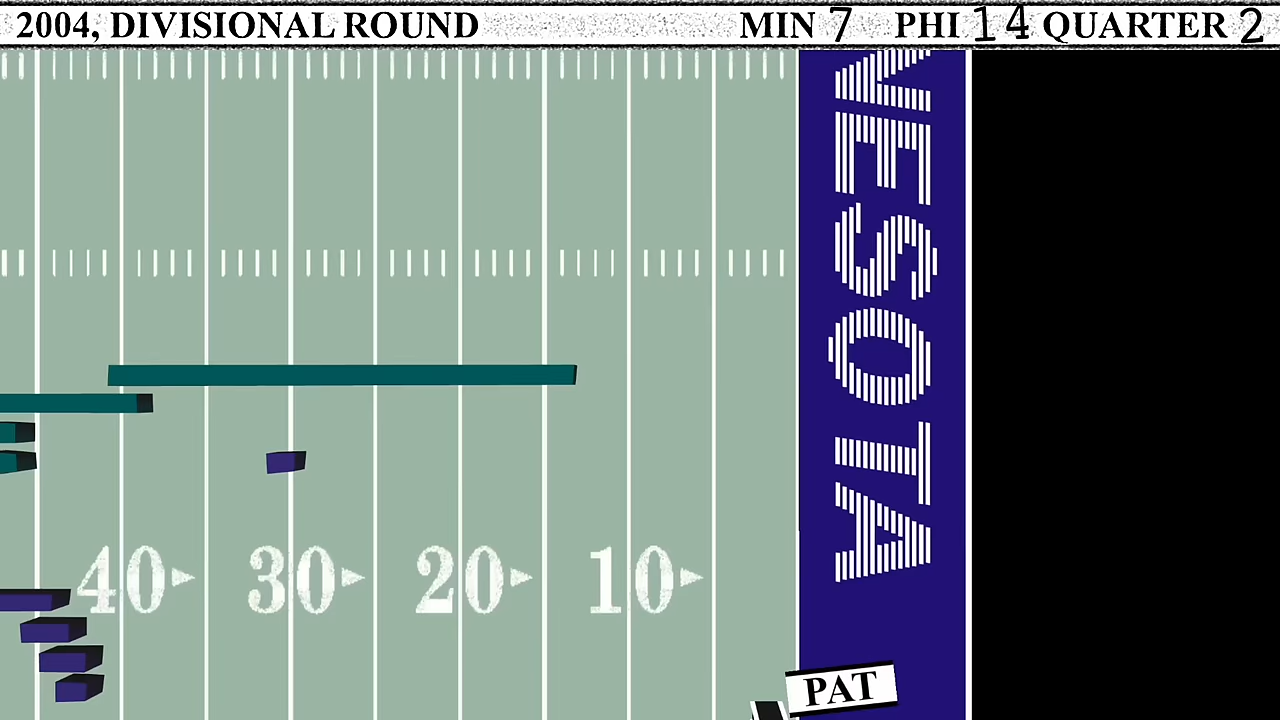 2004, DIVISIONAL ROUND MIN 7 PHI 14 QUARTER 2
NESOTA
40 30 20 10
PAT